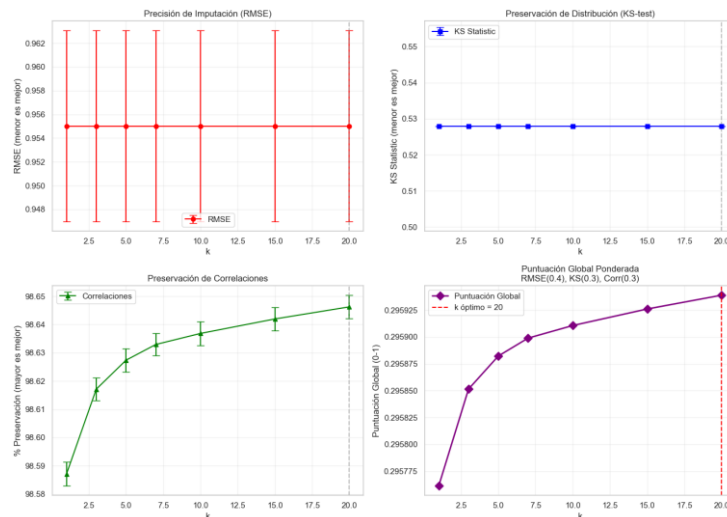 Precisión de Imputación (RMSE)
RMSE (menor es mejor)
0.962
0.960
0.958
0.956
0.954
0.952
0.950
0.948
RMSE
2.5 5.0 7.5 10.0 12.5 15.0 17.5 20.0
k
Preservación de Distribución (KS-test)
KS Statistic (menor es mejor)
0.55
0.54
0.53
0.52
0.51
0.50
KS Statistic
2.5 5.0 7.5 10.0 12.5 15.0 17.5 20.0
k
Preservación de Correlaciones
% Preservación (mayor es mejor)
98.65
98.64
98.63
98.62
98.61
98.60
98.59
98.58
Correlaciones
2.5 5.0 7.5 10.0 12.5 15.0 17.5 20.0
k
Puntuación Global Ponderada
RMSE(0.4), KS(0.3), Corr(0.3)
Puntuación Global (0-1)
0.295925
0.295900
0.295875
0.295850
0.295825
0.295800
0.295775
Puntuación Global
k óptimo = 20
2.5 5.0 7.5 10.0 12.5 15.0 17.5 20.0
k